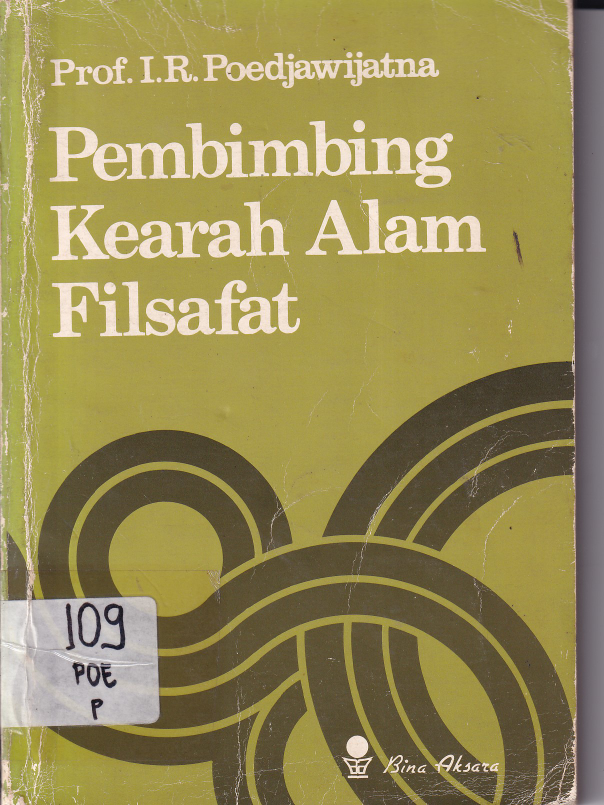 Prof. I.R. Poedjawijatna
Pembimbing
Kearah Alam
Filsafat
109
POE
P
Bina Aksara